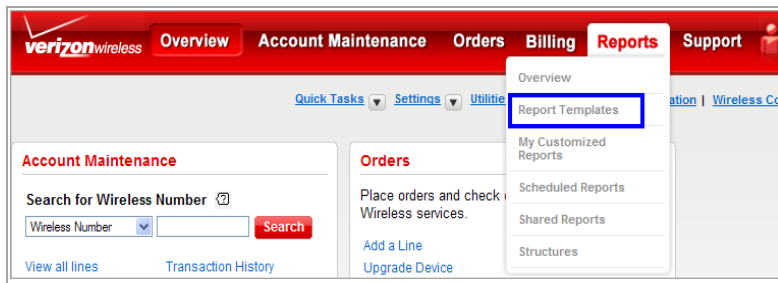 verizonwireless Overview Account Maintenance Orders Billing Reports Support
Quick Tasks Settings Utilitie
ation | Wireless Co
Overview
Report Templates
My Customized
Reports
Scheduled Reports
Shared Reports
Structures
Account Maintenance
Search for Wireless Number [?]
Wireless Number Search
View all lines Transaction History
Orders
Place orders and check
Wireless services.
Add a Line
Upgrade Device